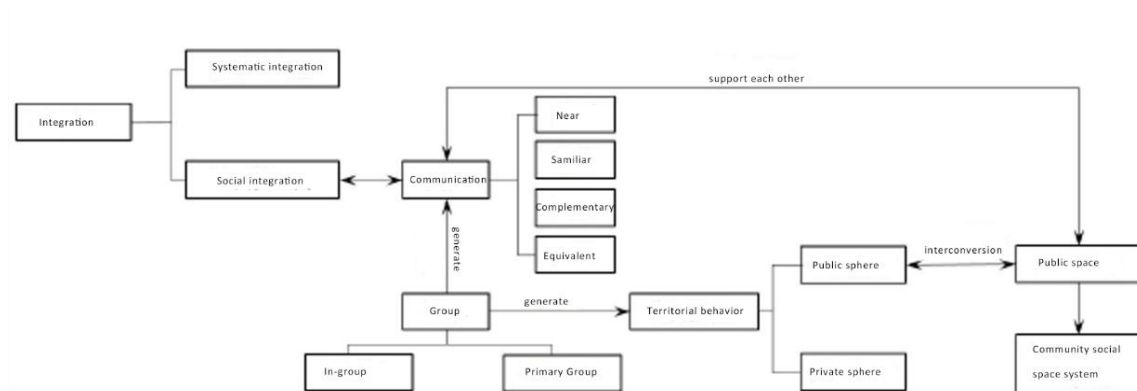 Systematic integration
support each other
Near
Integration
Samiliar
Social integration
Communication
Complementary
generate
Equivalent
Public sphere
interconversion
Public space
Group
generate
Territorial behavior
In-group
Primary Group
Private sphere
Community social
space system